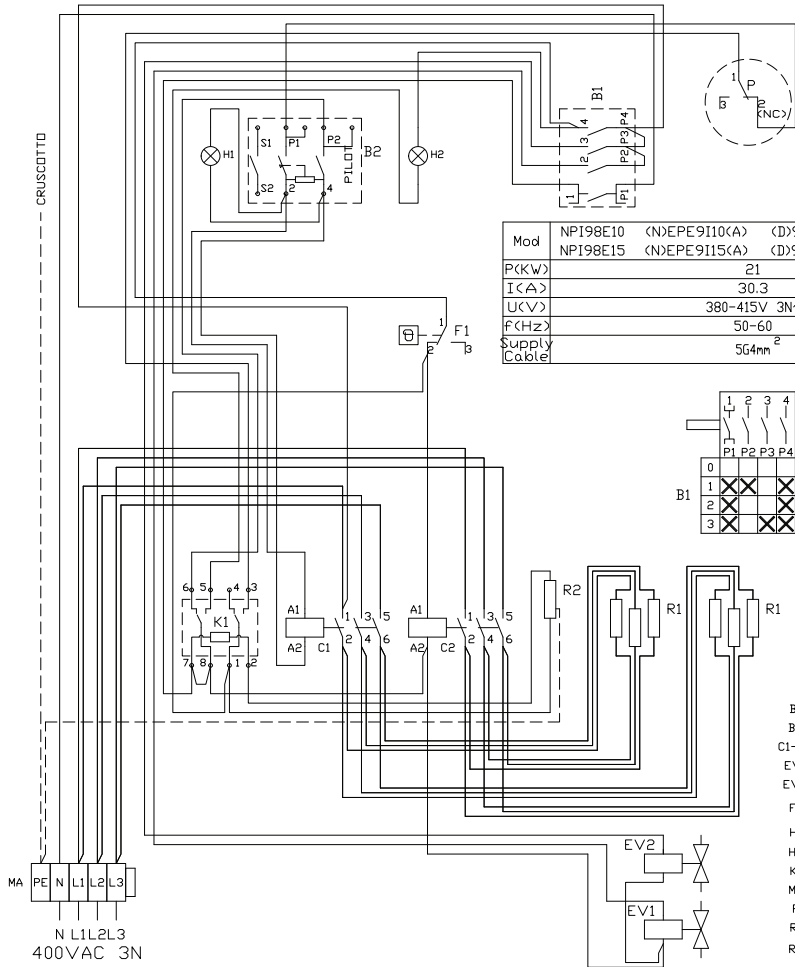 CRUSCOTTO
H1
S1
P1
P2
S2
2
4
PILOT
B2
H2
B1
4
3
2
1
P4
P3
P2
P1
1
P
3
2
(NC)
Mod
NPI98E10 (N)EPE9I10(A)
NPI98E15 (N)EPE9I15(A)
P(KW) 21
I(A) 30.3
U(V) 380-415V
f(Hz) 50-60
Supply Cable 5G4mm²
1
F1
2
3
1 2 3 4
P1 P2 P3 P4
0
B1
1 X X X
2 X X
3 X X X
6 5 4 3
K1
7 8 1 2
A1
A2
C1
1 3 5
2 4 6
A1
A2
C2
1 3 5
2 4 6
R2
R1
R1
EV2
EV1
MA PE N L1 L2 L3
N L1 L2 L3
400VAC 3N